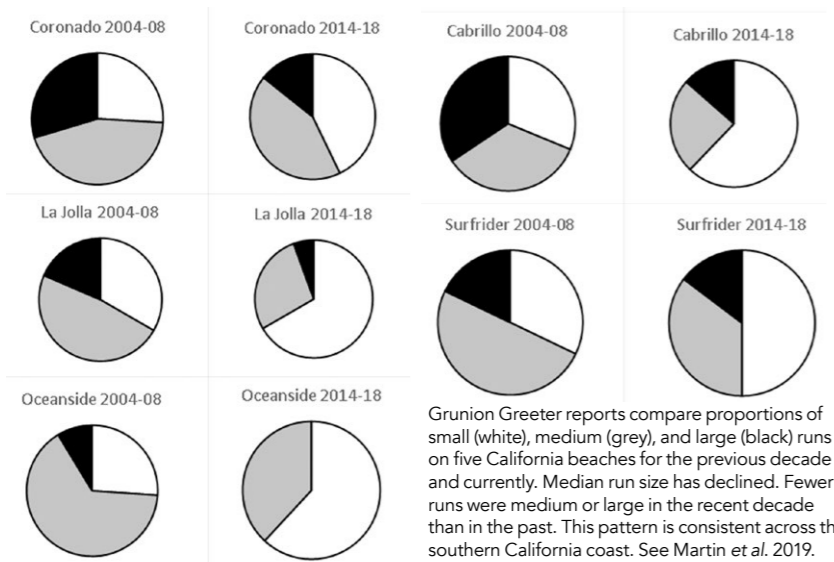 Coronado 2004-08
Coronado 2014-18
Cabrillo 2004-08
Cabrillo 2014-18
La Jolla 2004-08
La Jolla 2014-18
Surfrider 2004-08
Surfrider 2014-18
Oceanside 2004-08
Oceanside 2014-18
Grunion Greeter reports compare proportions of
small (white), medium (grey), and large (black) runs
on five California beaches for the previous decade
and currently. Median run size has declined. Fewer
runs were medium or large in the recent decade
than in the past. This pattern is consistent across th
southern California coast. See Martin et al. 2019.